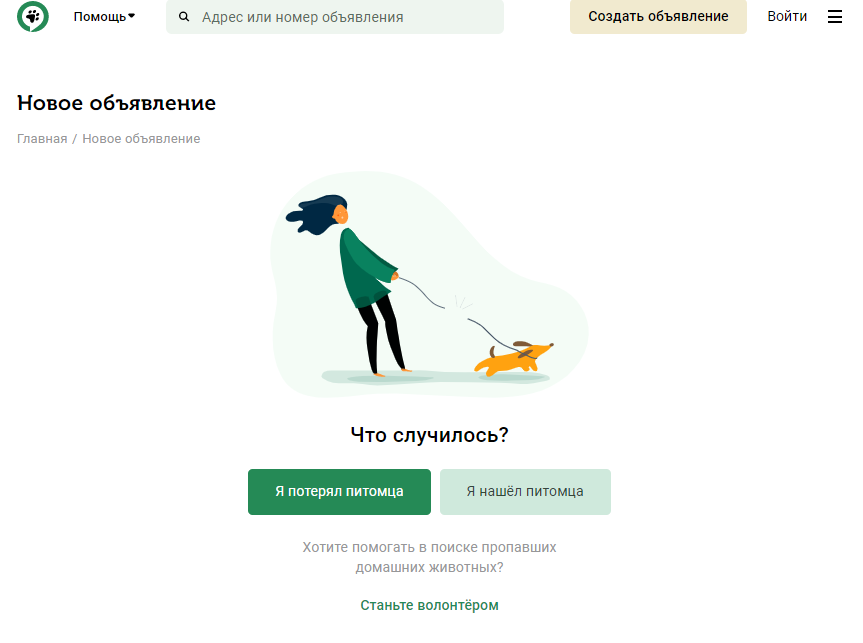 Помощь
Адрес или номер объявления
Создать объявление
Войти
Новое объявление
Главная / Новое объявление
Что случилось?
Я потерял питомца
Я нашёл питомца
Хотите помогать в поиске пропавших
домашних животных?
Станьте волонтёром